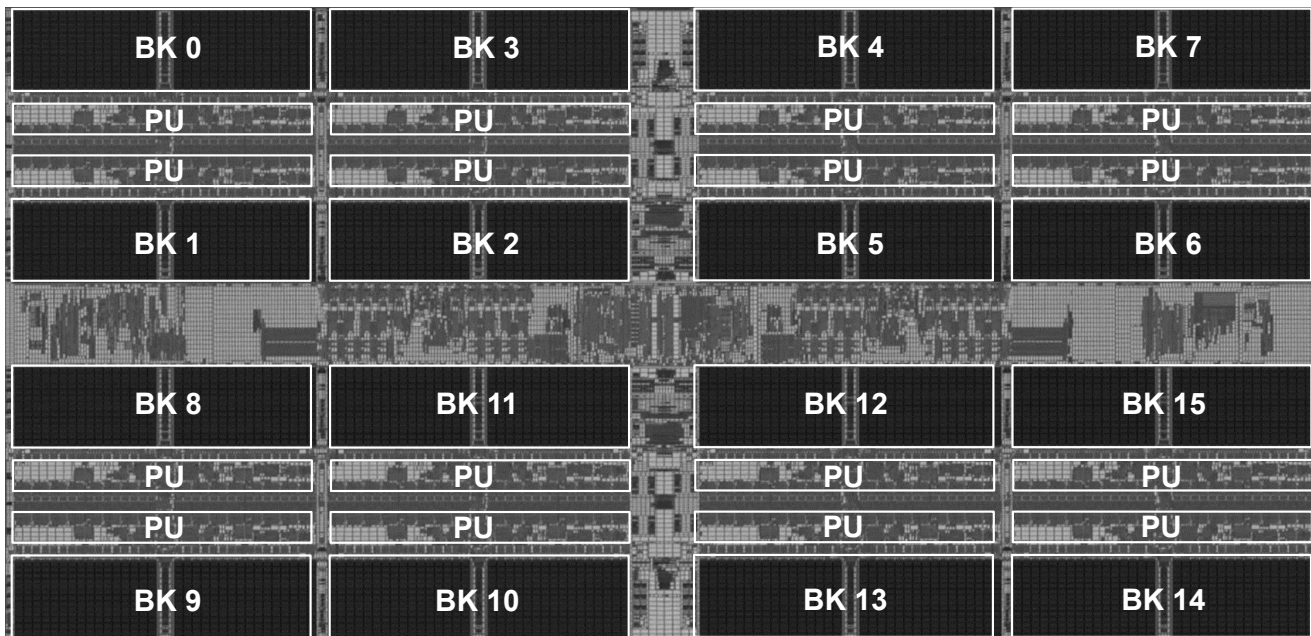 BK 0 BK 3 BK 4 BK 7
PU PU PU PU
PU PU PU PU
BK 1 BK 2 BK 5 BK 6
BK 8 BK 11 BK 12 BK 15
PU PU PU PU
PU PU PU PU
BK 9 BK 10 BK 13 BK 14